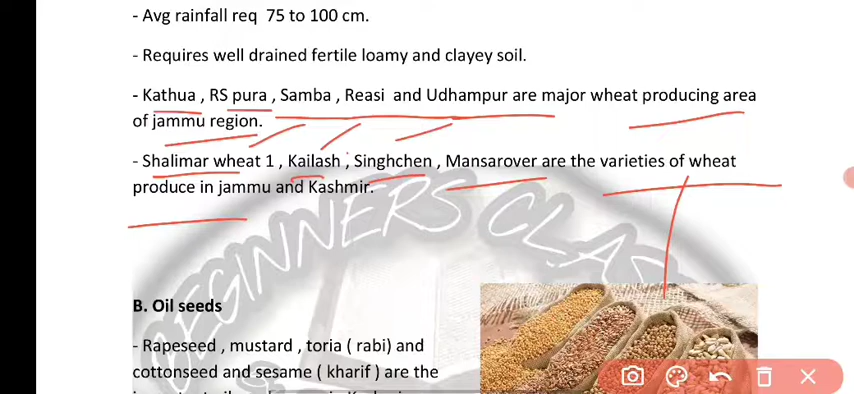 - Avg rainfall req 75 to 100 cm.
- Requires well drained fertile loamy and clayey soil.
- Kathua , RS pura , Samba , Reasi and Udhampur are major wheat producing area
of jammu region.
- Shalimar wheat 1 , Kailash , Singhchen , Mansarover are the varieties of wheat
produce in jammu and Kashmir.
BEGINNERS CLAS
B. Oil seeds
- Rapeseed , mustard , toria ( rabi) and
cottonseed and sesame ( kharif ) are the